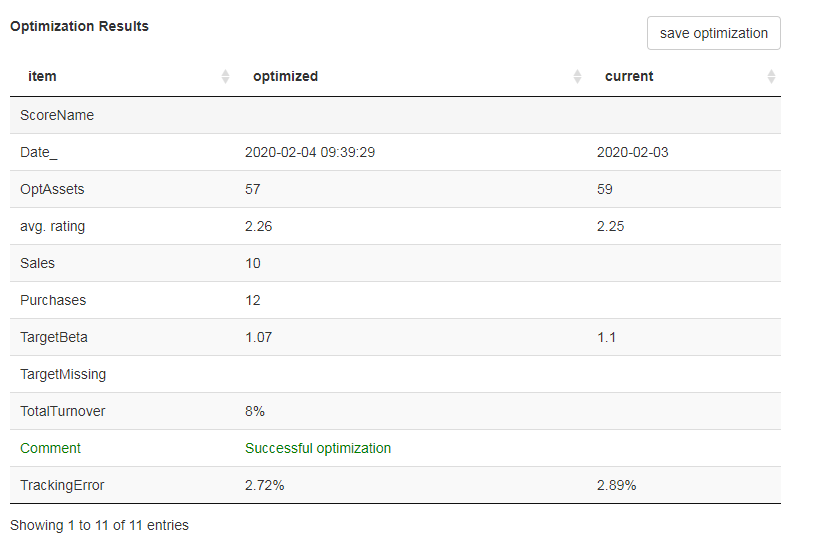 Optimization Results
save optimization
item optimized current
ScoreName
Date_ 2020-02-04 09:39:29 2020-02-03
OptAssets 57 59
avg. rating 2.26 2.25
Sales 10
Purchases 12
TargetBeta 1.07 1.1
TargetMissing
TotalTurnover 8%
Comment Successful optimization
TrackingError 2.72% 2.89%
Showing 1 to 11 of 11 entries